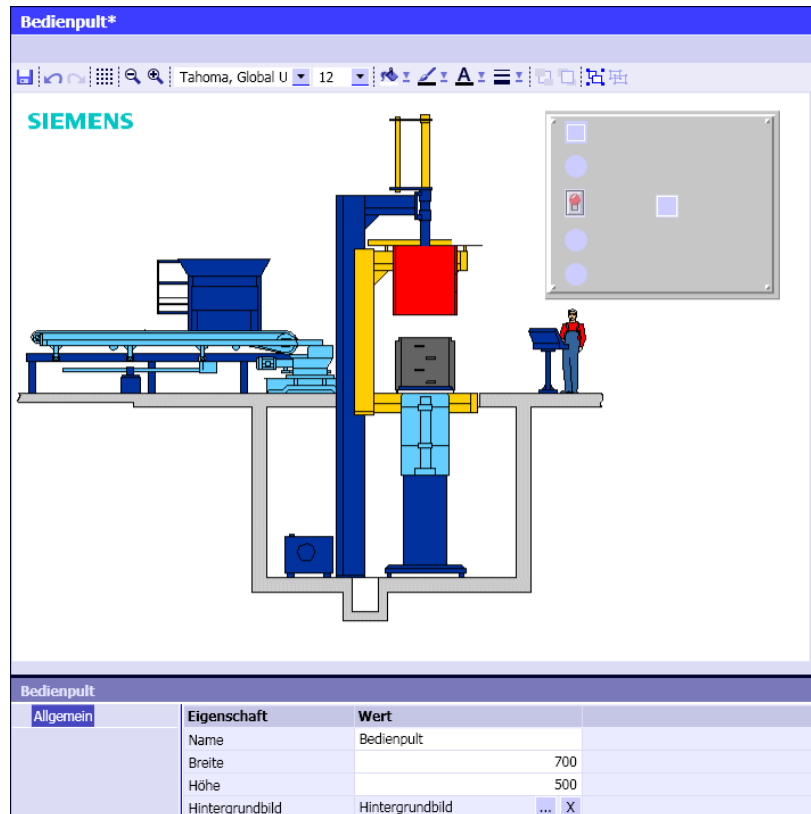 Bedienpult*
Tahoma, Global U 12 A
SIEMENS
Bedienpult
Allgemein
Eigenschaft Wert
Name Bedienpult
Breite 700
Höhe 500
Hintergrundbild Hintergrundbild ... X